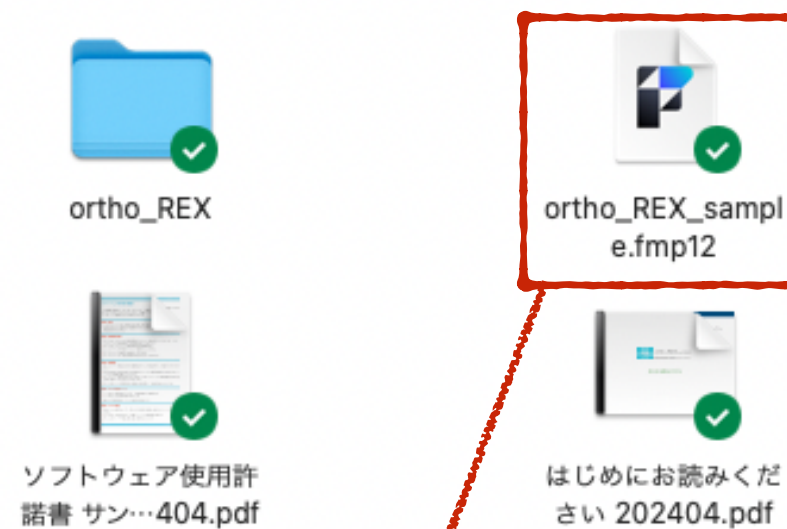 ortho_REX
ortho_REX_sampl
e.fmp12
ソフトウェア使用許
諾書 サン…404.pdf
はじめにお読みくだ
さい 202404.pdf